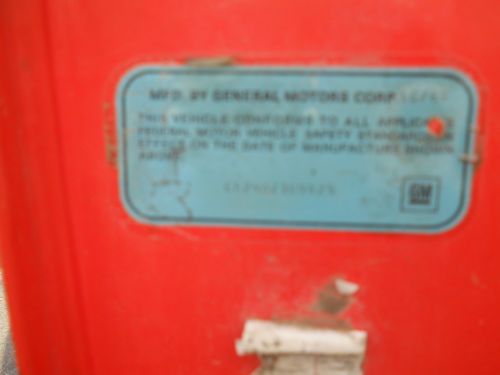 MFD. BY GENERAL MOTORS CORP
THIS VEHICLE CONFORMS TO ALL APPLICABLE
FEDERAL MOTOR VEHICLE SAFETY STANDARDS IN
EFFECT ON THE DATE OF MANUFACTURE SHOWN
ABOVE.
GM